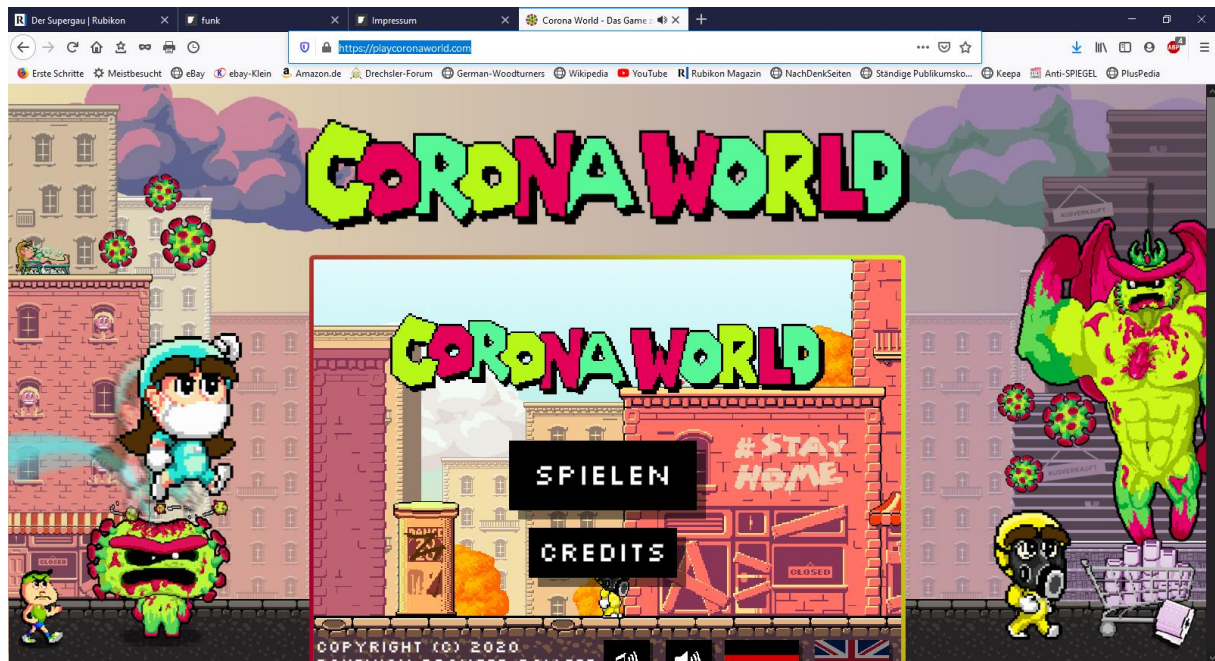 Der Supergau | Rubikon
funk
Impressum
Corona World - Das Game z
https://playcoronaworld.com
Erste Schritte Meistbesucht eBay ebay-Klein Amazon.de Drechsler-Forum German-Woodturners Wikipedia YouTube Rubikon Magazin NachDenkSeiten Ständige Publikumsko... Keepa Anti-SPIEGEL PlusPedia
CORONA WORLD
AUSVERKAUFT
CORONA WORLD
#STAY
HOME
SPIELEN
AUSVERKAUFT
CREDITS
CLOSED
CLOSED
COPYRIGHT (C) 2020